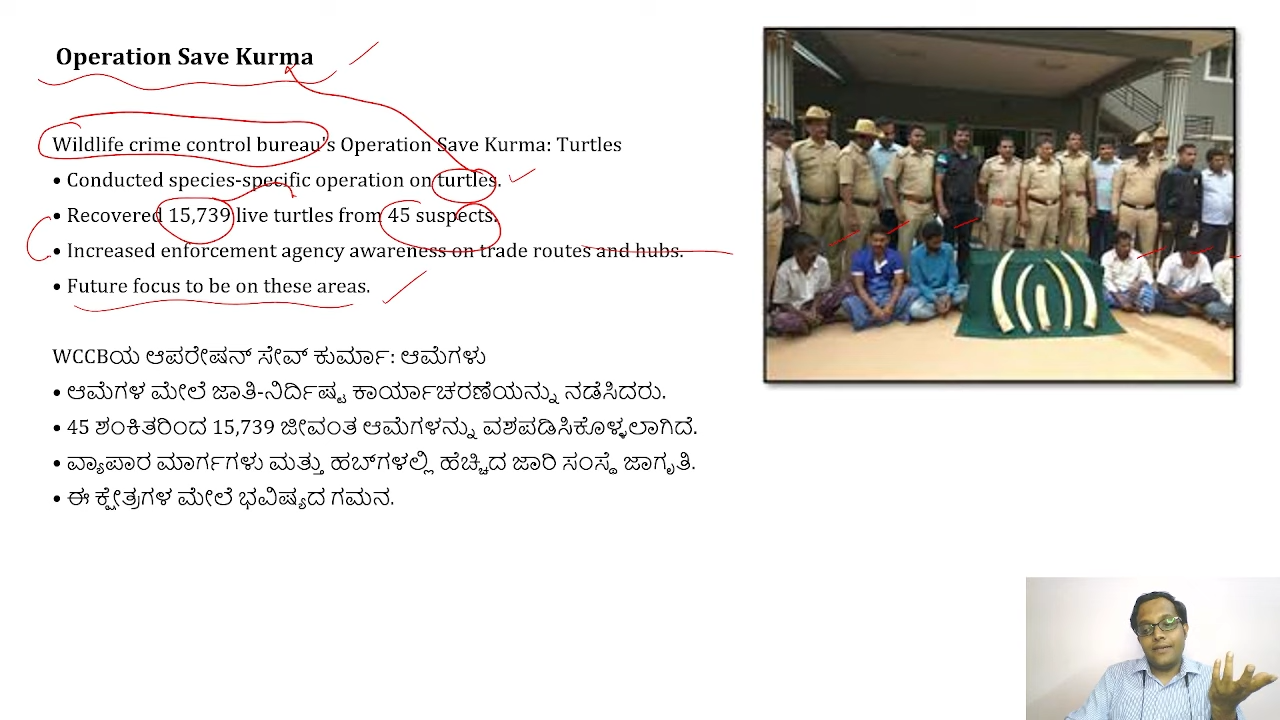 Operation Save Kurma
Wildlife crime control bureau's Operation Save Kurma: Turtles
• Conducted species-specific operation on turtles.
• Recovered 15,739 live turtles from 45 suspects.
• Increased enforcement agency awareness on trade routes and hubs.
• Future focus to be on these areas.
WCCBಯ ಆಪರೇಷನ್ ಸೇವ್ ಕುರ್ಮಾ: ಆಮೆಗಳು
• ಆಮೆಗಳ ಮೇಲೆ ಜಾತಿ-ನಿರ್ದಿಷ್ಟ ಕಾರ್ಯಾಚರಣೆಯನ್ನು ನಡೆಸಿದರು.
• 45 ಶಂಕಿತರಿಂದ 15,739 ಜೀವಂತ ಆಮೆಗಳನ್ನು ವಶಪಡಿಸಿಕೊಳ್ಳಲಾಗಿದೆ.
• ವ್ಯಾಪಾರ ಮಾರ್ಗಗಳು ಮತ್ತು ಹಬ್‌ಗಳಲ್ಲಿ ಹೆಚ್ಚಿದ ಜಾರಿ ಸಂಸ್ಥೆ ಜಾಗೃತಿ.
• ಈ ಕ್ಷೇತ್ರಗಳ ಮೇಲೆ ಭವಿಷ್ಯದ ಗಮನ.